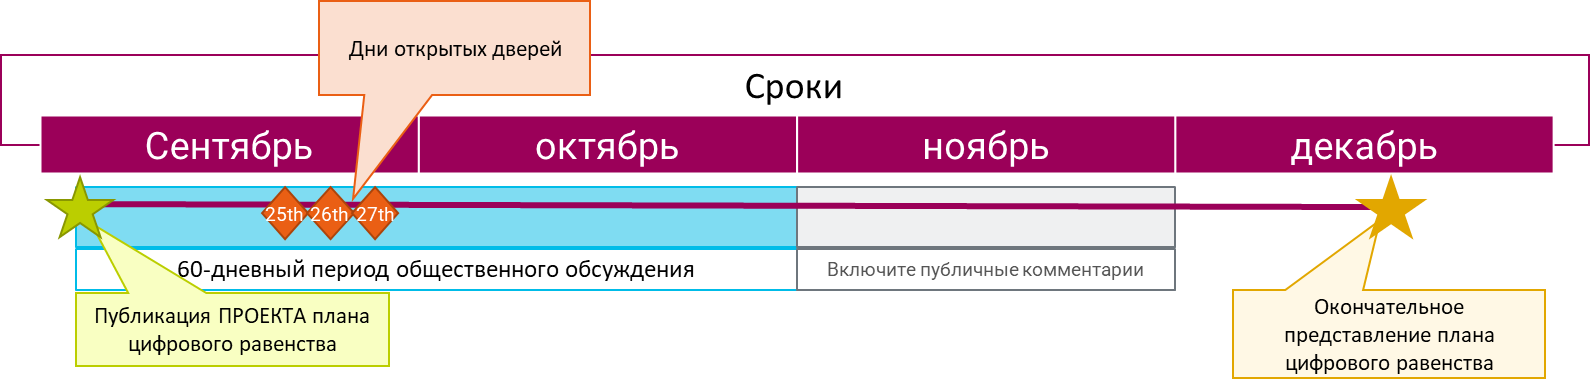 Дни открытых дверей
Сроки
Сентябрь октябрь ноябрь декабрь
25th 26th 27th
60-дневный период общественного обсуждения
Включите публичные комментарии
Публикация ПРОЕКТА плана
цифрового равенства
Окончательное
представление плана
цифрового равенства